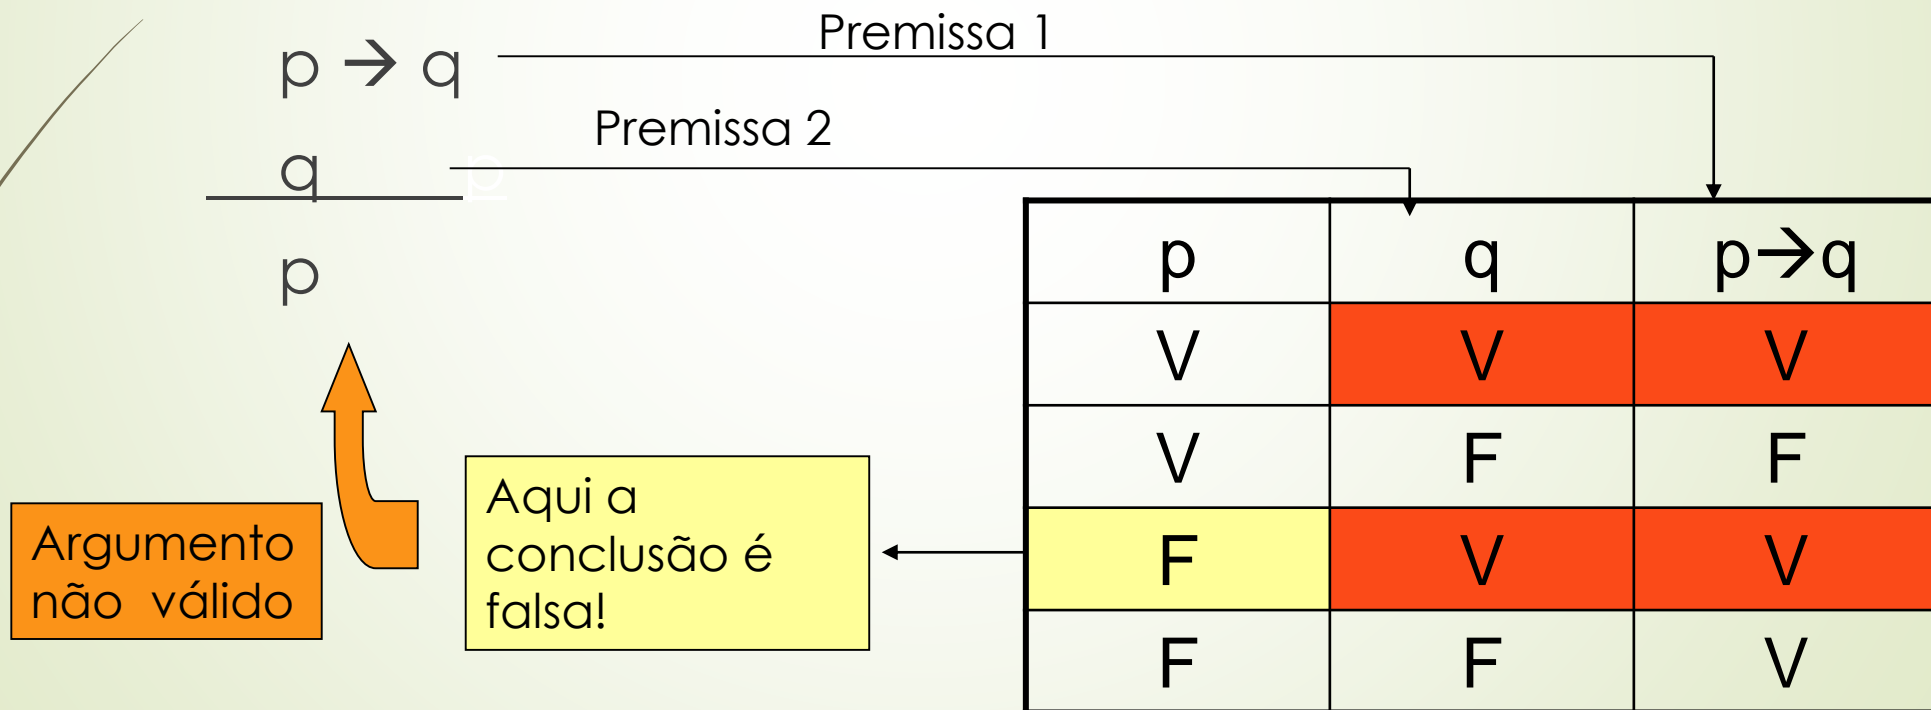 Premissa 1
p → q
Premissa 2
q p
p
p q p→q
V V V
V F F
F V V
F F V
Aqui a
conclusão é
falsa!
Argumento
não válido